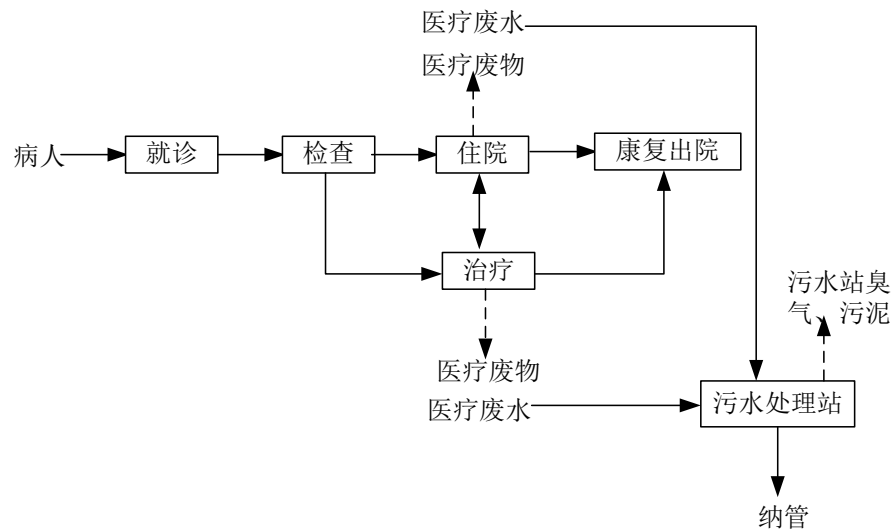 医疗废水
医疗废物
病人
就诊
检查
住院
康复出院
治疗
污水站臭
气、污泥
医疗废物
医疗废水
污水处理站
纳管